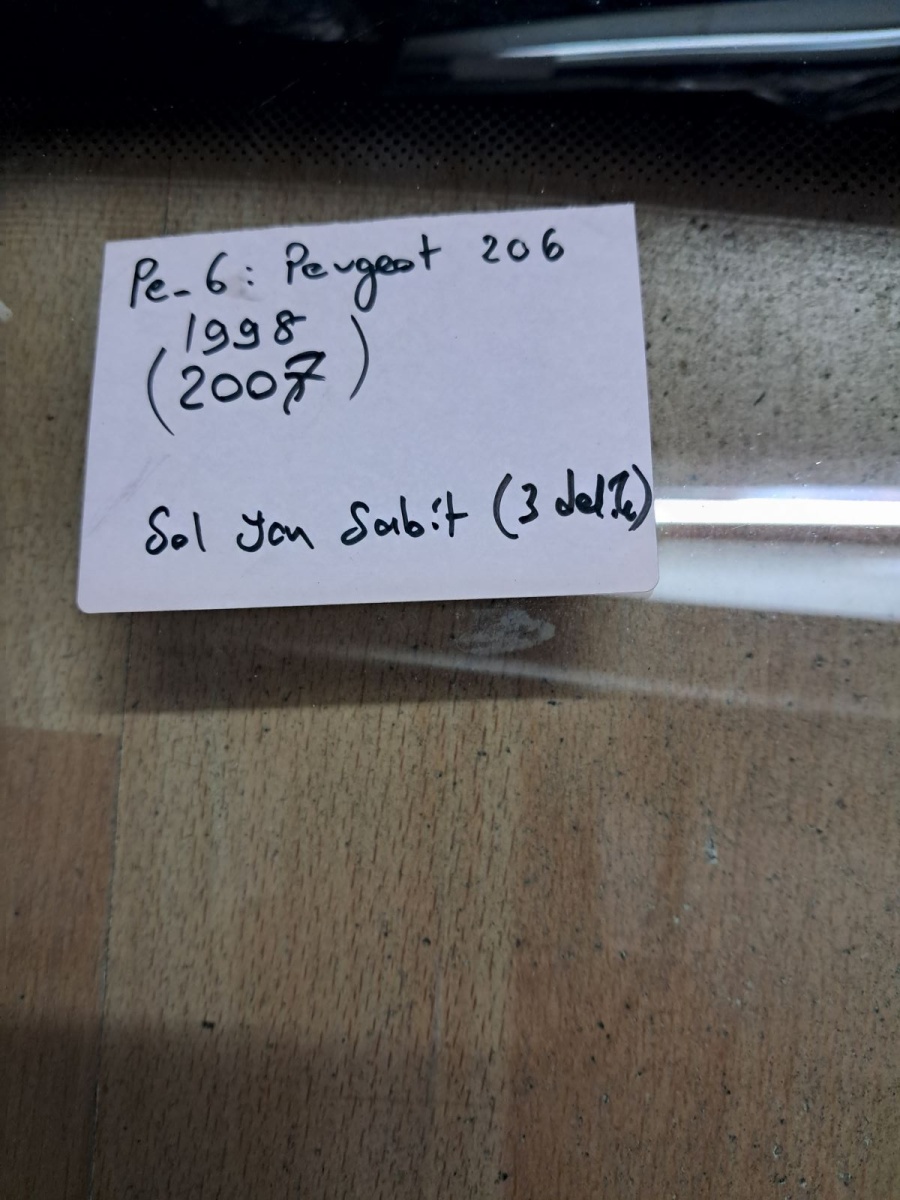 Pe-6: Peugeot 206
1998
(2007)
Sol yan Sabit (3 delik)